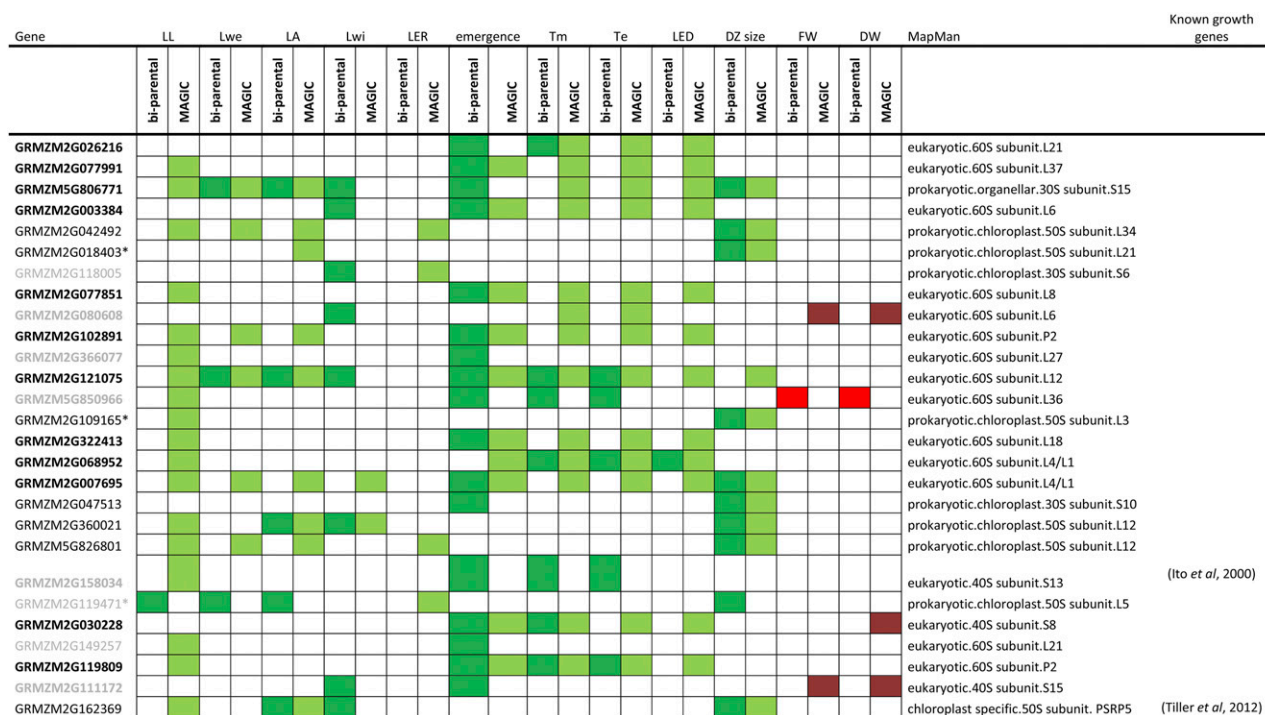 Known growth
Gene LL Lwe LA Lwi LER emergence Tm Te LED DZ size FW DW MapMan genes
bi-parental MAGIC bi-parental MAGIC bi-parental MAGIC bi-parental MAGIC bi-parental MAGIC bi-parental MAGIC bi-parental MAGIC bi-parental MAGIC bi-parental MAGIC bi-parental MAGIC bi-parental MAGIC bi-parental MAGIC
GRMZM2G026216 eukaryotic.60S subunit.L21
GRMZM2G077991 eukaryotic.60S subunit.L37
GRMZM5G806771 prokaryotic.organellar.30S subunit.S15
GRMZM2G003384 eukaryotic.60S subunit.L6
GRMZM2G042492 prokaryotic.chloroplast.50S subunit.L34
GRMZM2G018403* prokaryotic.chloroplast.50S subunit.L21
GRMZM2G118005 prokaryotic.chloroplast.30S subunit.S6
GRMZM2G077851 eukaryotic.60S subunit.L8
GRMZM2G080608 eukaryotic.60S subunit.L6
GRMZM2G102891 eukaryotic.60S subunit.P2
GRMZM2G366077 eukaryotic.60S subunit.L27
GRMZM2G121075 eukaryotic.60S subunit.L12
GRMZM5G850966 eukaryotic.60S subunit.L36
GRMZM2G109165* prokaryotic.chloroplast.50S subunit.L3
GRMZM2G322413 eukaryotic.60S subunit.L18
GRMZM2G068952 eukaryotic.60S subunit.L4/L1
GRMZM2G007695 eukaryotic.60S subunit.L4/L1
GRMZM2G047513 prokaryotic.chloroplast.30S subunit.S10
GRMZM2G360021 prokaryotic.chloroplast.50S subunit.L12
GRMZM5G826801 prokaryotic.chloroplast.50S subunit.L12
GRMZM2G158034 eukaryotic.40S subunit.S13 (Ito et al, 2000)
GRMZM2G119471* prokaryotic.chloroplast.50S subunit.L5
GRMZM2G030228 eukaryotic.40S subunit.S8
GRMZM2G149257 eukaryotic.60S subunit.L21
GRMZM2G119809 eukaryotic.60S subunit.P2
GRMZM2G111172 eukaryotic.40S subunit.S15
GRMZM2G162369 chloroplast specific.50S subunit. PSRP5 (Tiller et al, 2012)